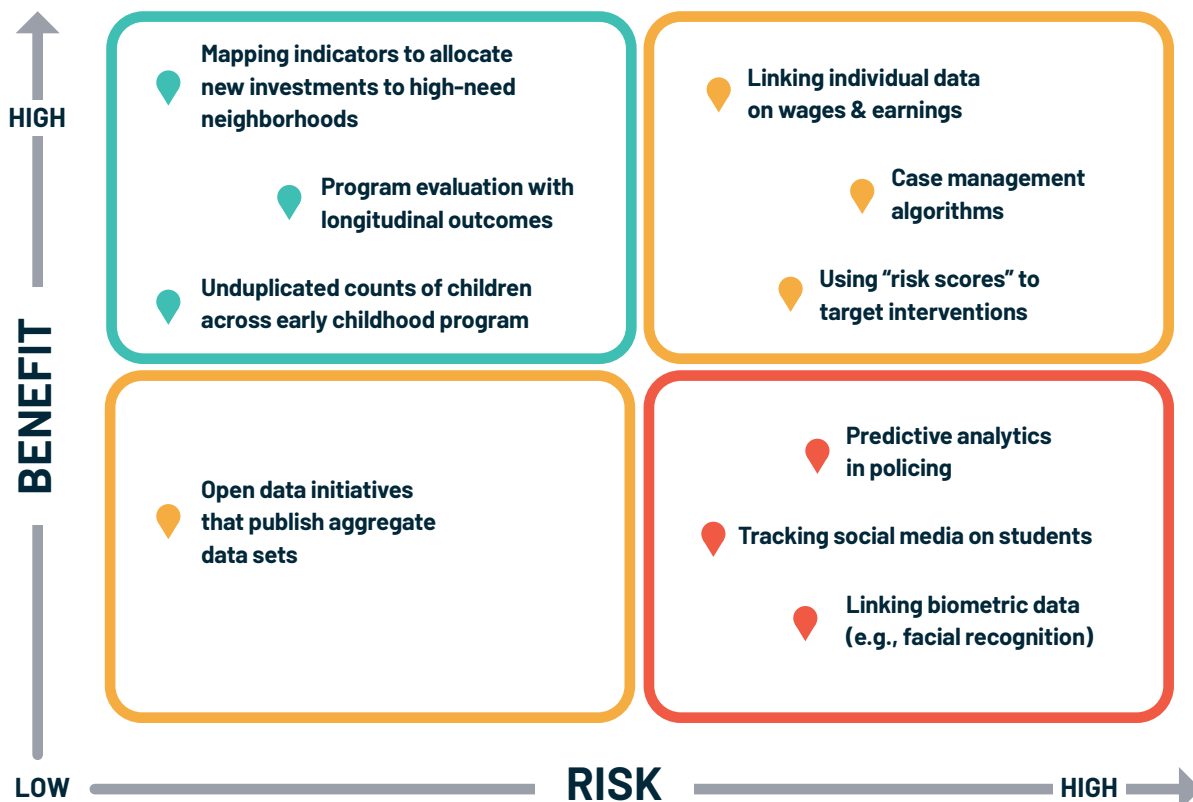 HIGH
BENEFIT
Mapping indicators to allocate
new investments to high-need
neighborhoods
Program evaluation with
longitudinal outcomes
Unduplicated counts of children
across early childhood program
Linking individual data
on wages & earnings
Case management
algorithms
Using “risk scores” to
target interventions
Open data initiatives
that publish aggregate
data sets
Predictive analytics
in policing
Tracking social media on students
Linking biometric data
(e.g., facial recognition)
LOW
RISK
HIGH